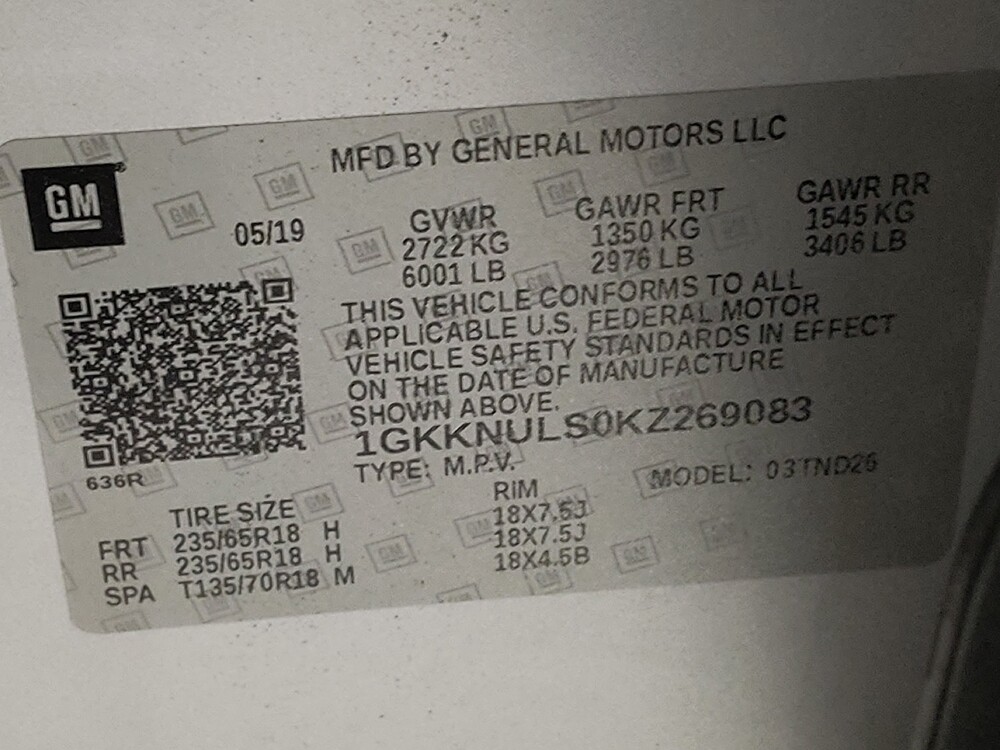 MFD BY GENERAL MOTORS LLC
GM
05/19
GVWR GAWR FRT GAWR RR
2722 KG 1350 KG 1545 KG
6001 LB 2976 LB 3406 LB
THIS VEHICLE CONFORMS TO ALL
APPLICABLE U.S. FEDERAL MOTOR
VEHICLE SAFETY STANDARDS IN EFFECT
ON THE DATE OF MANUFACTURE
SHOWN ABOVE.
1GKKNULS0KZ269083
636R
TYPE: M.P.V. MODEL: 03TND26
TIRE SIZE RIM
FRT 235/65R18 H 18X7.5J
RR 235/65R18 H 18X7.5J
SPA T135/70R18 M 18X4.5B